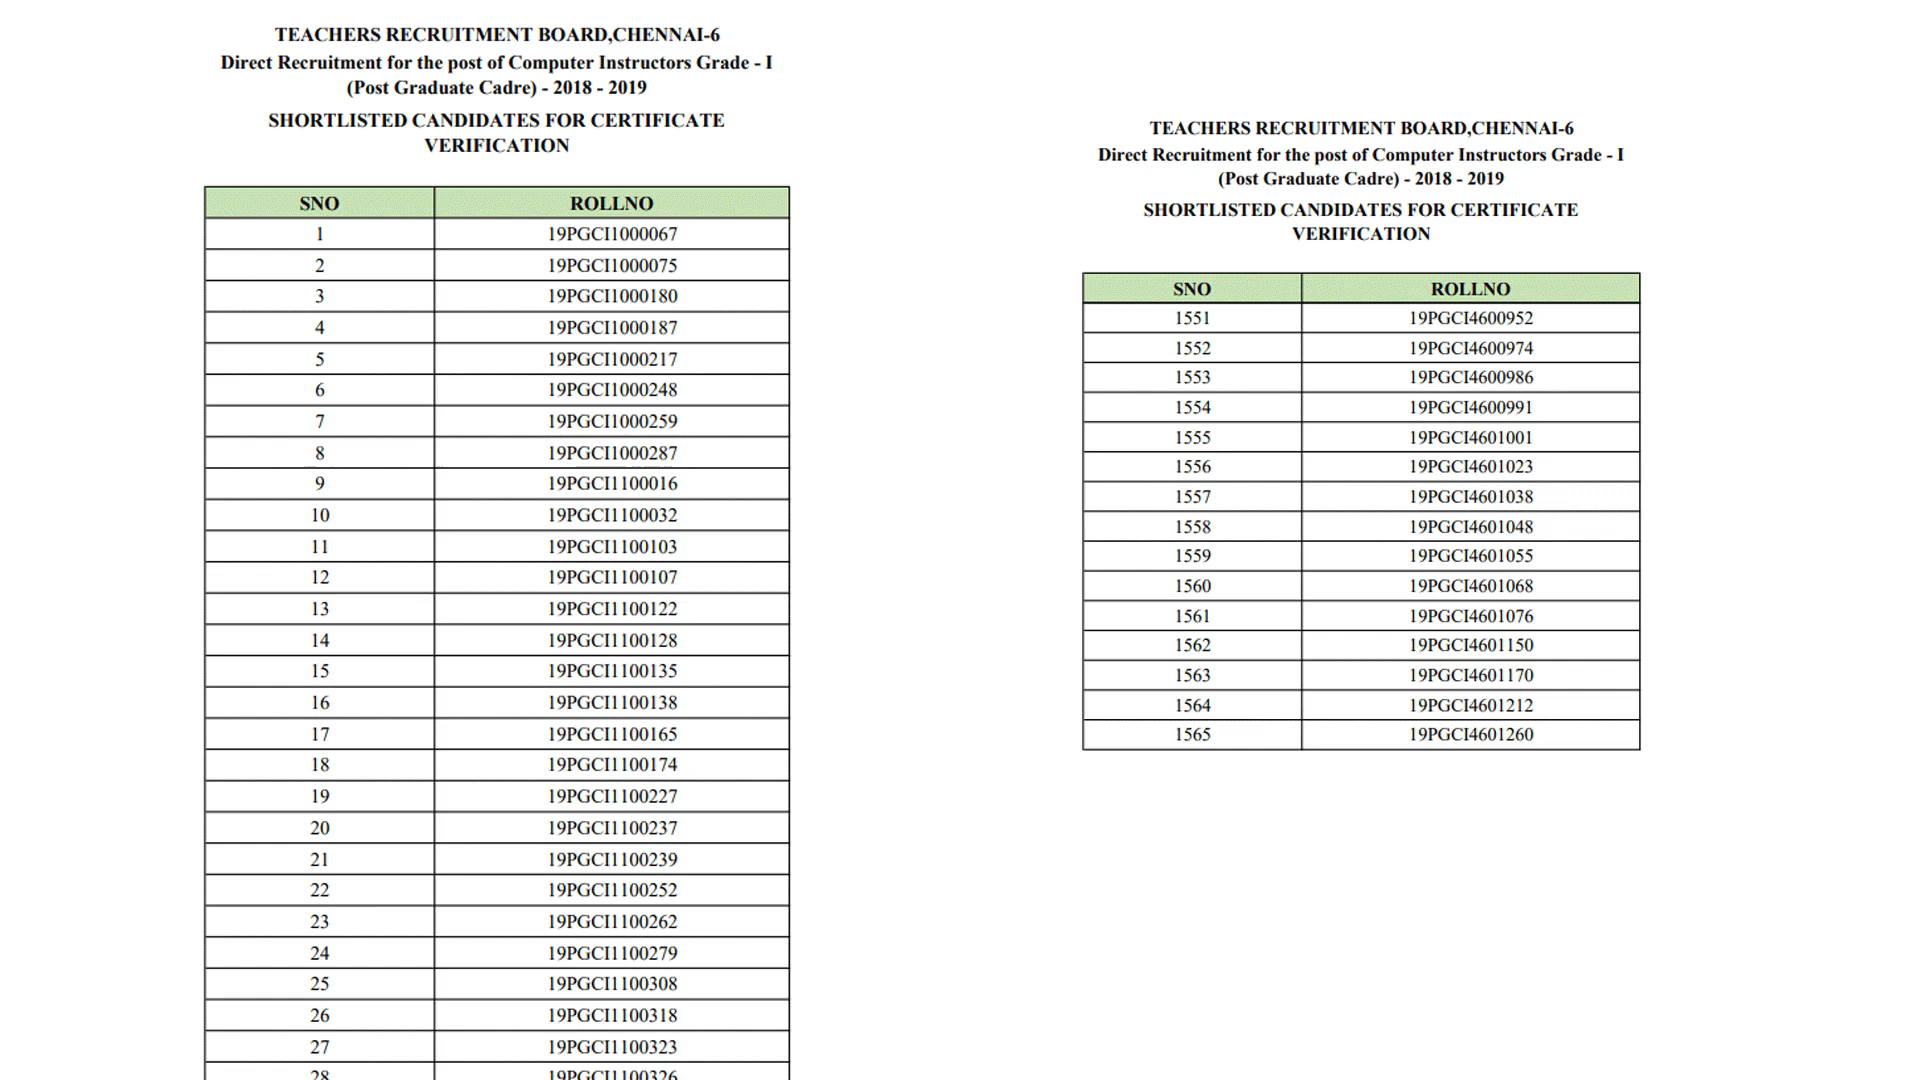 TEACHERS RECRUITMENT BOARD,CHENNAI-6
Direct Recruitment for the post of Computer Instructors Grade - I
(Post Graduate Cadre) - 2018 - 2019
SHORTLISTED CANDIDATES FOR CERTIFICATE
VERIFICATION
SNO ROLLNO
1 19PGCI1000067
2 19PGCI1000075
3 19PGCI1000180
4 19PGCI1000187
5 19PGCI1000217
6 19PGCI1000248
7 19PGCI1000259
8 19PGCI1000287
9 19PGCI1100016
10 19PGCI1100032
11 19PGCI1100103
12 19PGCI1100107
13 19PGCI1100122
14 19PGCI1100128
15 19PGCI1100135
16 19PGCI1100138
17 19PGCI1100165
18 19PGCI1100174
19 19PGCI1100227
20 19PGCI1100237
21 19PGCI1100239
22 19PGCI1100252
23 19PGCI1100262
24 19PGCI1100279
25 19PGCI1100308
26 19PGCI1100318
27 19PGCI1100323
28 19PGCI1100326
TEACHERS RECRUITMENT BOARD,CHENNAI-6
Direct Recruitment for the post of Computer Instructors Grade - I
(Post Graduate Cadre) - 2018 - 2019
SHORTLISTED CANDIDATES FOR CERTIFICATE
VERIFICATION
SNO ROLLNO
1551 19PGCI4600952
1552 19PGCI4600974
1553 19PGCI4600986
1554 19PGCI4600991
1555 19PGCI4601001
1556 19PGCI4601023
1557 19PGCI4601038
1558 19PGCI4601048
1559 19PGCI4601055
1560 19PGCI4601068
1561 19PGCI4601076
1562 19PGCI4601150
1563 19PGCI4601170
1564 19PGCI4601212
1565 19PGCI4601260